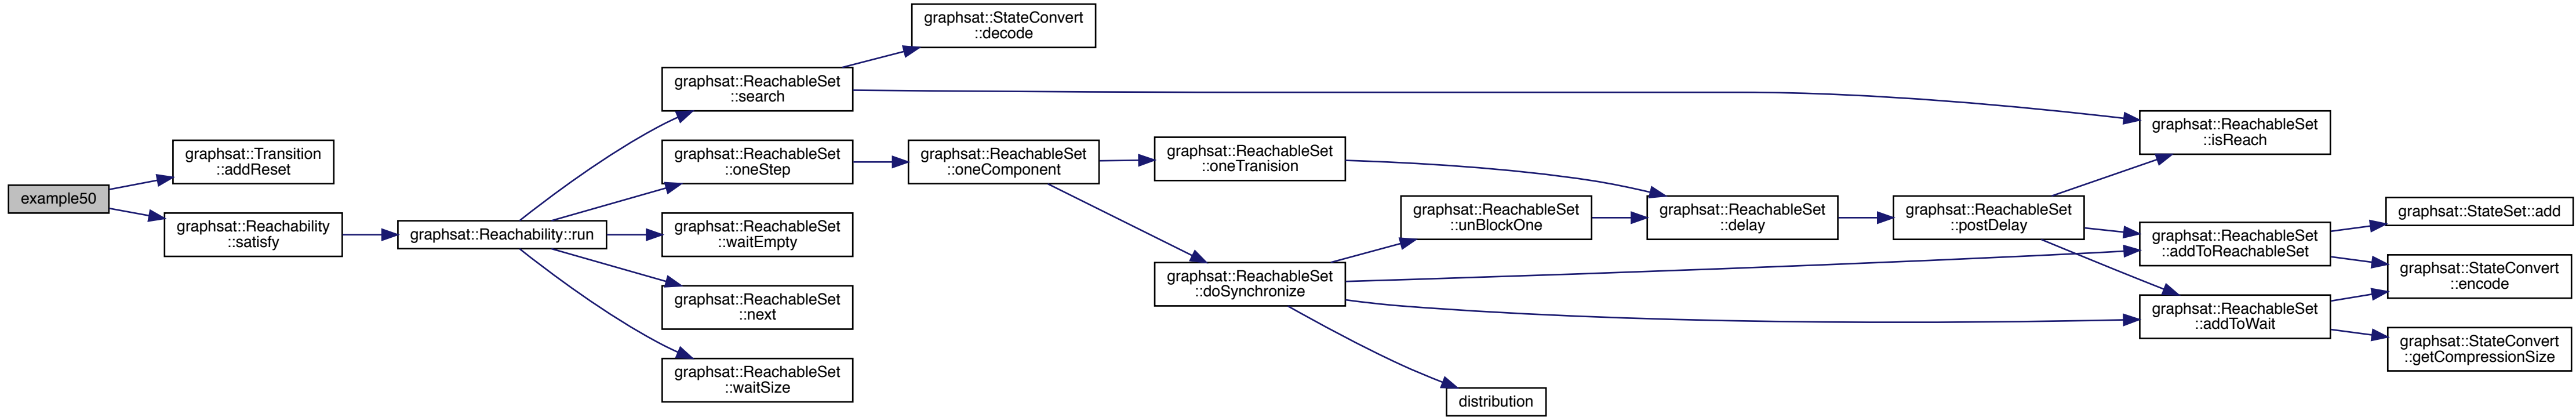 example50
graphsat::Transition
::addReset
graphsat::Reachability
::satisfy
graphsat::Reachability::run
graphsat::ReachableSet
::search
graphsat::ReachableSet
::oneStep
graphsat::ReachableSet
::waitEmpty
graphsat::ReachableSet
::next
graphsat::ReachableSet
::waitSize
graphsat::StateConvert
::decode
graphsat::ReachableSet
::oneComponent
graphsat::ReachableSet
::oneTranision
graphsat::ReachableSet
::doSynchronize
graphsat::ReachableSet
::unBlockOne
distribution
graphsat::ReachableSet
::delay
graphsat::ReachableSet
::postDelay
graphsat::ReachableSet
::isReach
graphsat::ReachableSet
::addToReachableSet
graphsat::ReachableSet
::addToWait
graphsat::StateSet::add
graphsat::StateConvert
::encode
graphsat::StateConvert
::getCompressionSize